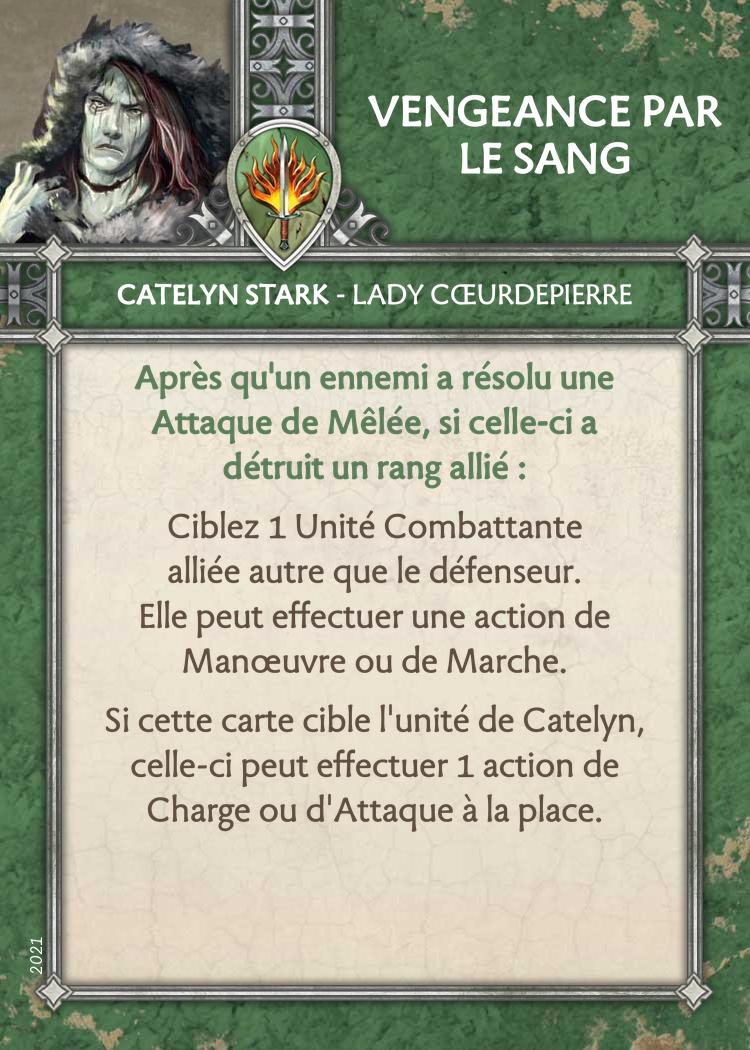 VENGEANCE PAR
LE SANG
CATELYN STARK - LADY CŒURDEPIERRE
Après qu'un ennemi a résolu une
Attaque de Mêlée, si celle-ci a
détruit un rang allié :
Ciblez 1 Unité Combattante
alliée autre que le défenseur.
Elle peut effectuer une action de
Manœuvre ou de Marche.
Si cette carte cible l'unité de Catelyn,
celle-ci peut effectuer 1 action de
Charge ou d'Attaque à la place.
2021